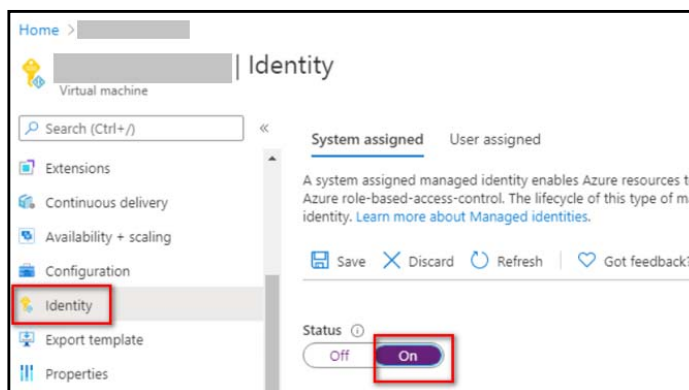 Home >
| Identity
Virtual machine
Search (Ctrl+/)
«
System assigned User assigned
Extensions
A system assigned managed identity enables Azure resources t
Continuous delivery
Azure role-based-access-control. The lifecycle of this type of m
identity. Learn more about Managed identities.
Availability + scaling
Save Discard Refresh Got feedback?
Configuration
Identity
Status
Export template
Off On
Properties